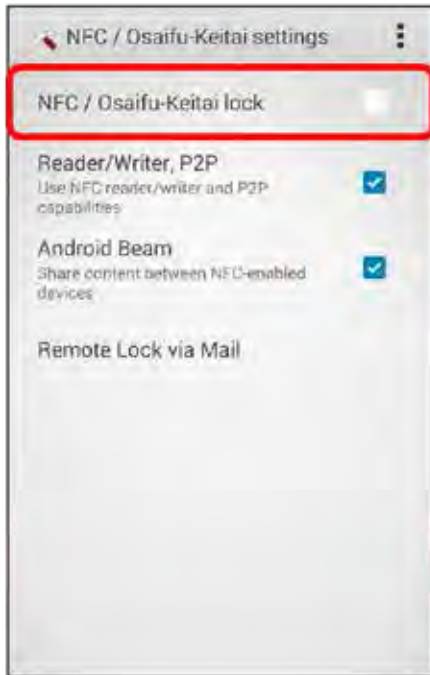 NFC / Osaifu-Keitai settings
NFC / Osaifu-Keitai lock
Reader/Writer, P2P
Use NFC reader/writer and P2P
capabilities
Android Beam
Share content between NFC-enabled
devices
Remote Lock via Mail